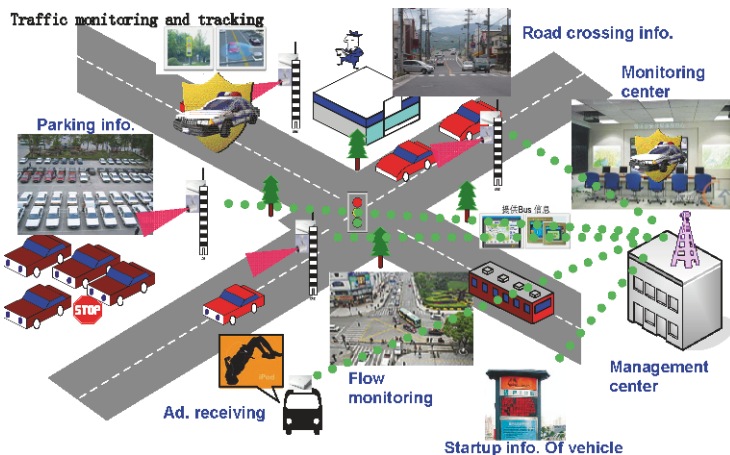 Traffic monitoring and tracking
Road crossing info.
Monitoring
center
Parking info.
提供Bus 信息
STOP
iPod
Flow
monitoring
Ad. receiving
Management
center
Startup info. Of vehicle